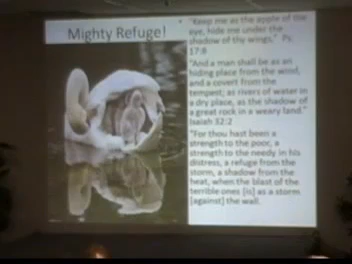 Mighty Refuge!
• "Keep me as the apple of the
eye, hide me under the
shadow of thy wings." Ps.
17:8
"And a man shall be as an
hiding place from the wind,
and a covert from the
tempest; as rivers of water in
a dry place, as the shadow of
a great rock in a weary land."
Isaiah 32:2
"For thou hast been a
strength to the poor, a
strength to the needy in his
distress, a refuge from the
storm, a shadow from the
heat, when the blast of the
terrible ones [is] as a storm
[against] the wall.